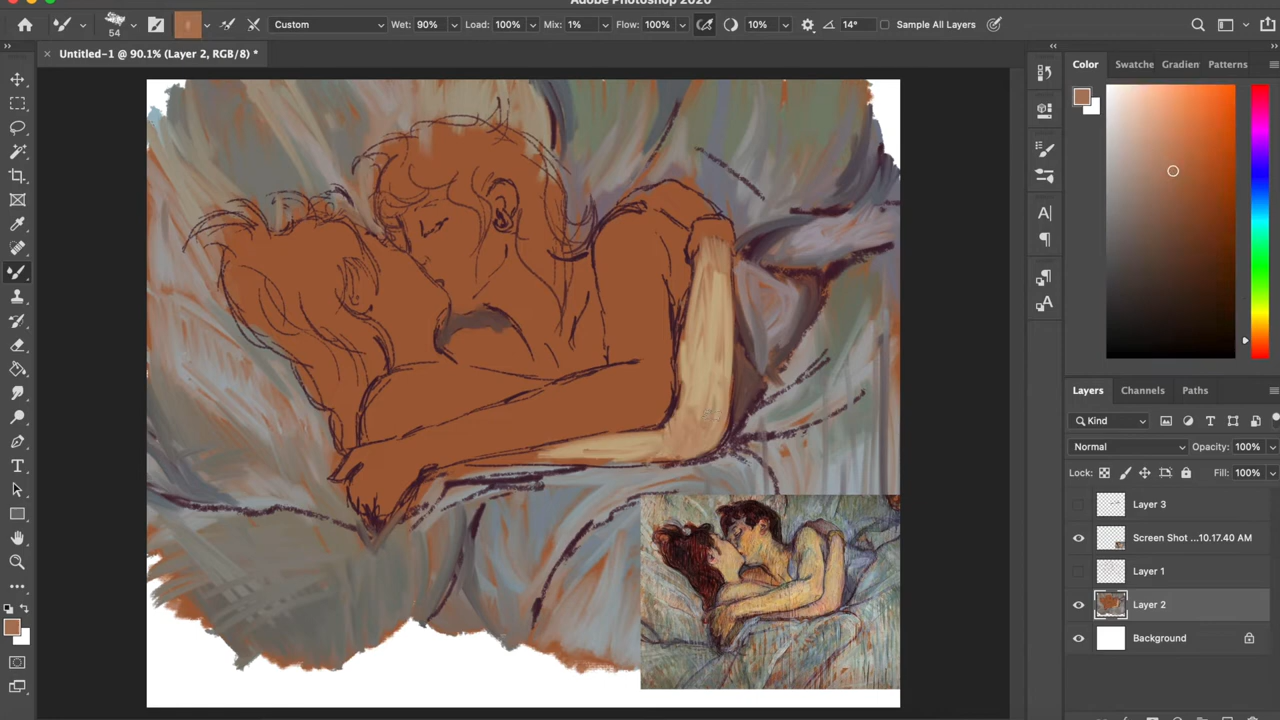 Adobe Photoshop 2020
54
Custom
Wet: 90%
Load: 100%
Mix: 1%
Flow: 100%
10%
14°
Sample All Layers
× Untitled-1 @ 90.1% (Layer 2, RGB/8) *
Color
Swatche
Gradien
Patterns
Layers
Channels
Paths
Kind
Normal
Opacity: 100%
Lock:
Fill: 100%
Layer 3
Screen Shot ...10.17.40 AM
Layer 1
Layer 2
Background